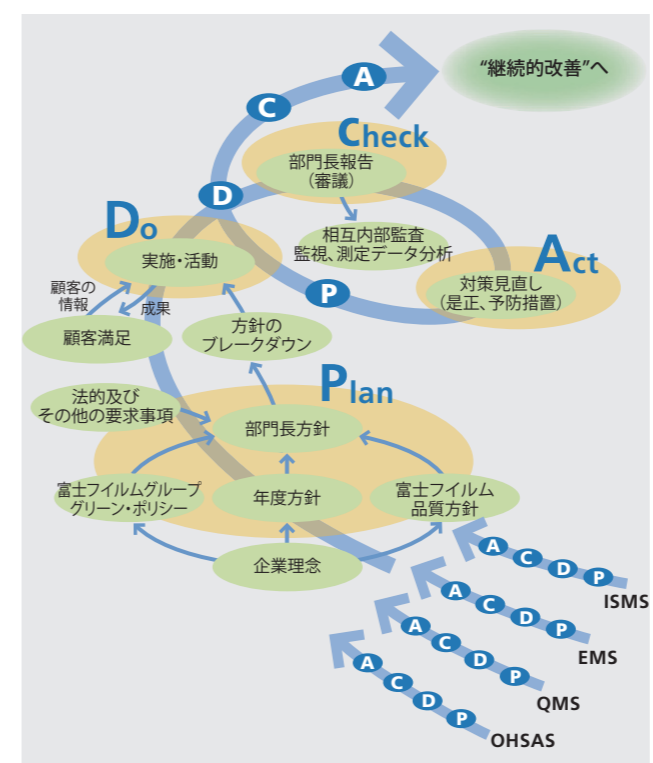 “継続的改善”へ
A
C
Check
部門長報告
(審議)
D
Do
相互内部監査
監視、測定データ分析
実施・活動
Act
対策見直し
(是正、予防措置)
P
顧客の
情報
成果
顧客満足
方針の
ブレークダウン
Plan
法的及び
その他の要求事項
部門長方針
富士フイルムグループ
グリーン・ポリシー
年度方針
富士フイルム
品質方針
企業理念
A C D P
ISMS
A C D P
EMS
A C D P
QMS
A C D P
OHSAS